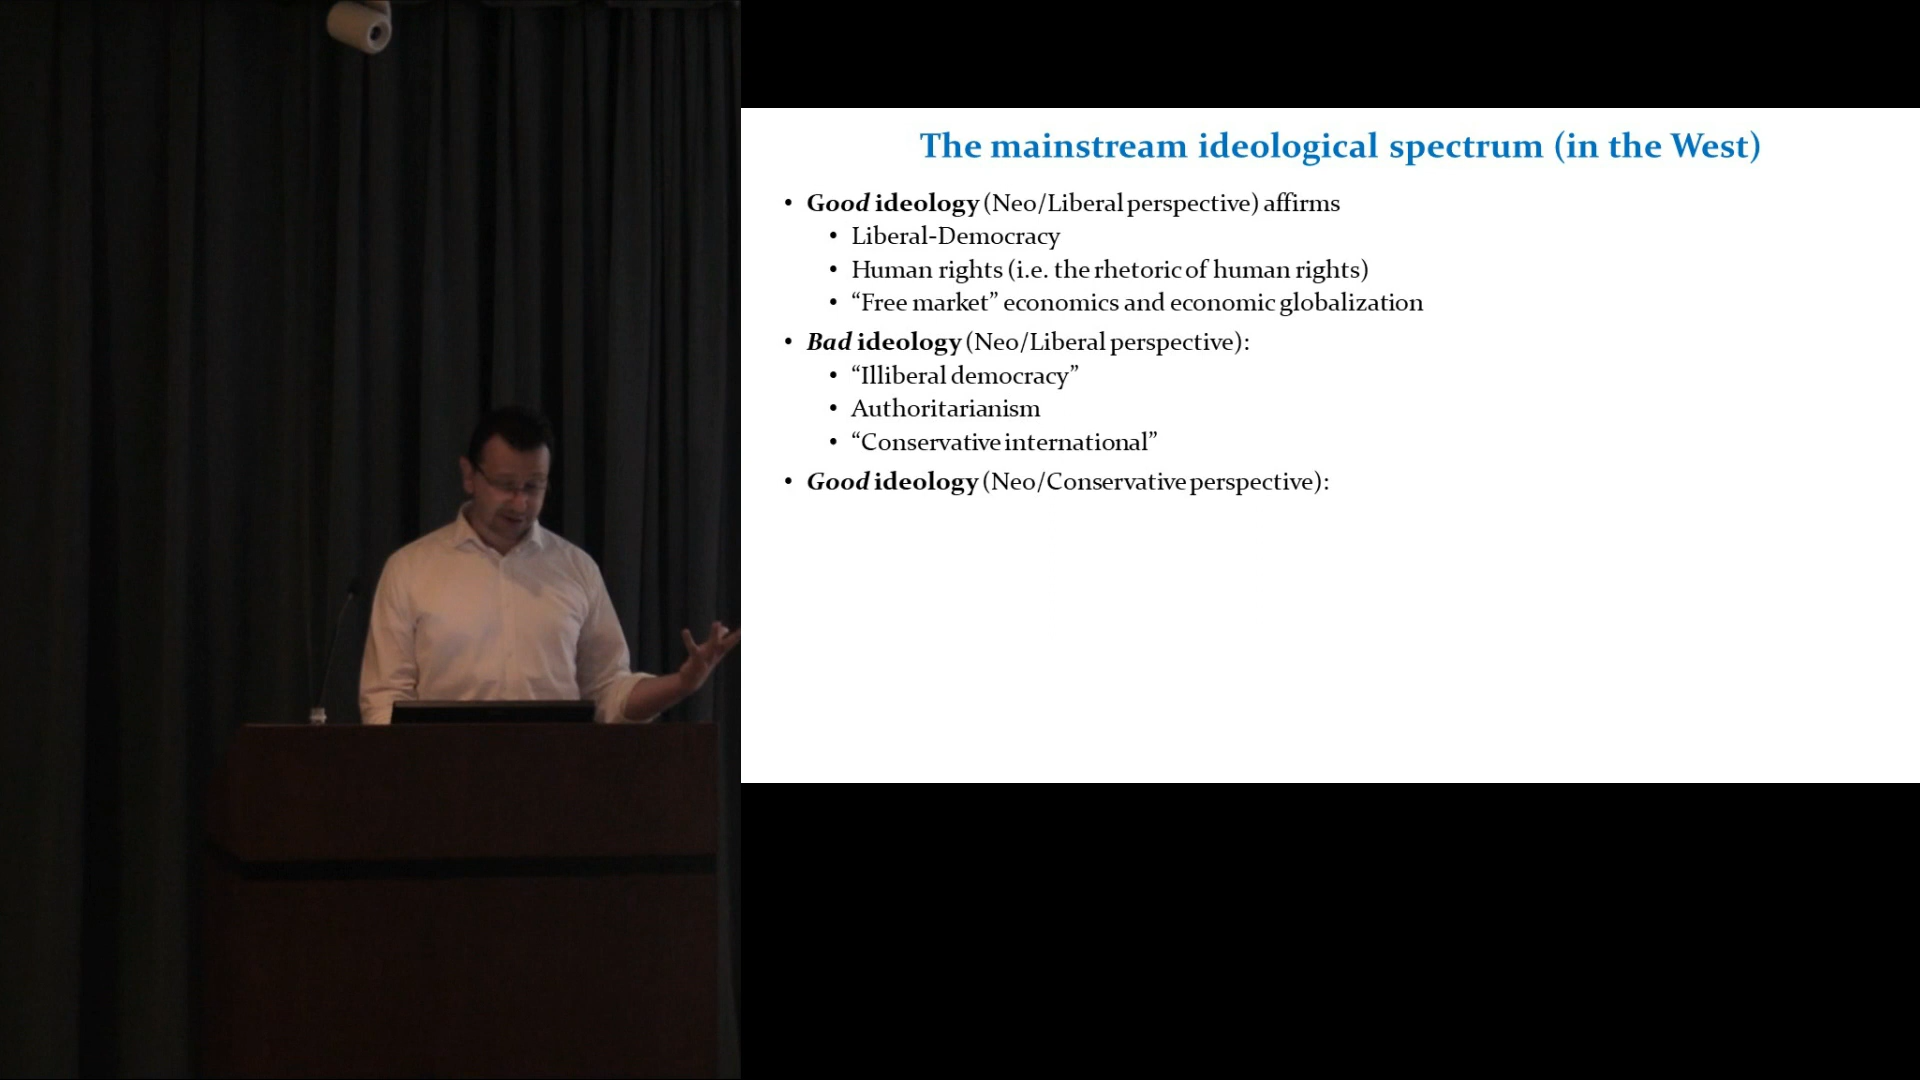 The mainstream ideological spectrum (in the West)
• Good ideology (Neo/Liberal perspective) affirms
• Liberal-Democracy
• Human rights (i.e. the rhetoric of human rights)
• “Free market” economics and economic globalization
• Bad ideology (Neo/Liberal perspective):
• “Illiberal democracy”
• Authoritarianism
• “Conservative international”
• Good ideology (Neo/Conservative perspective):